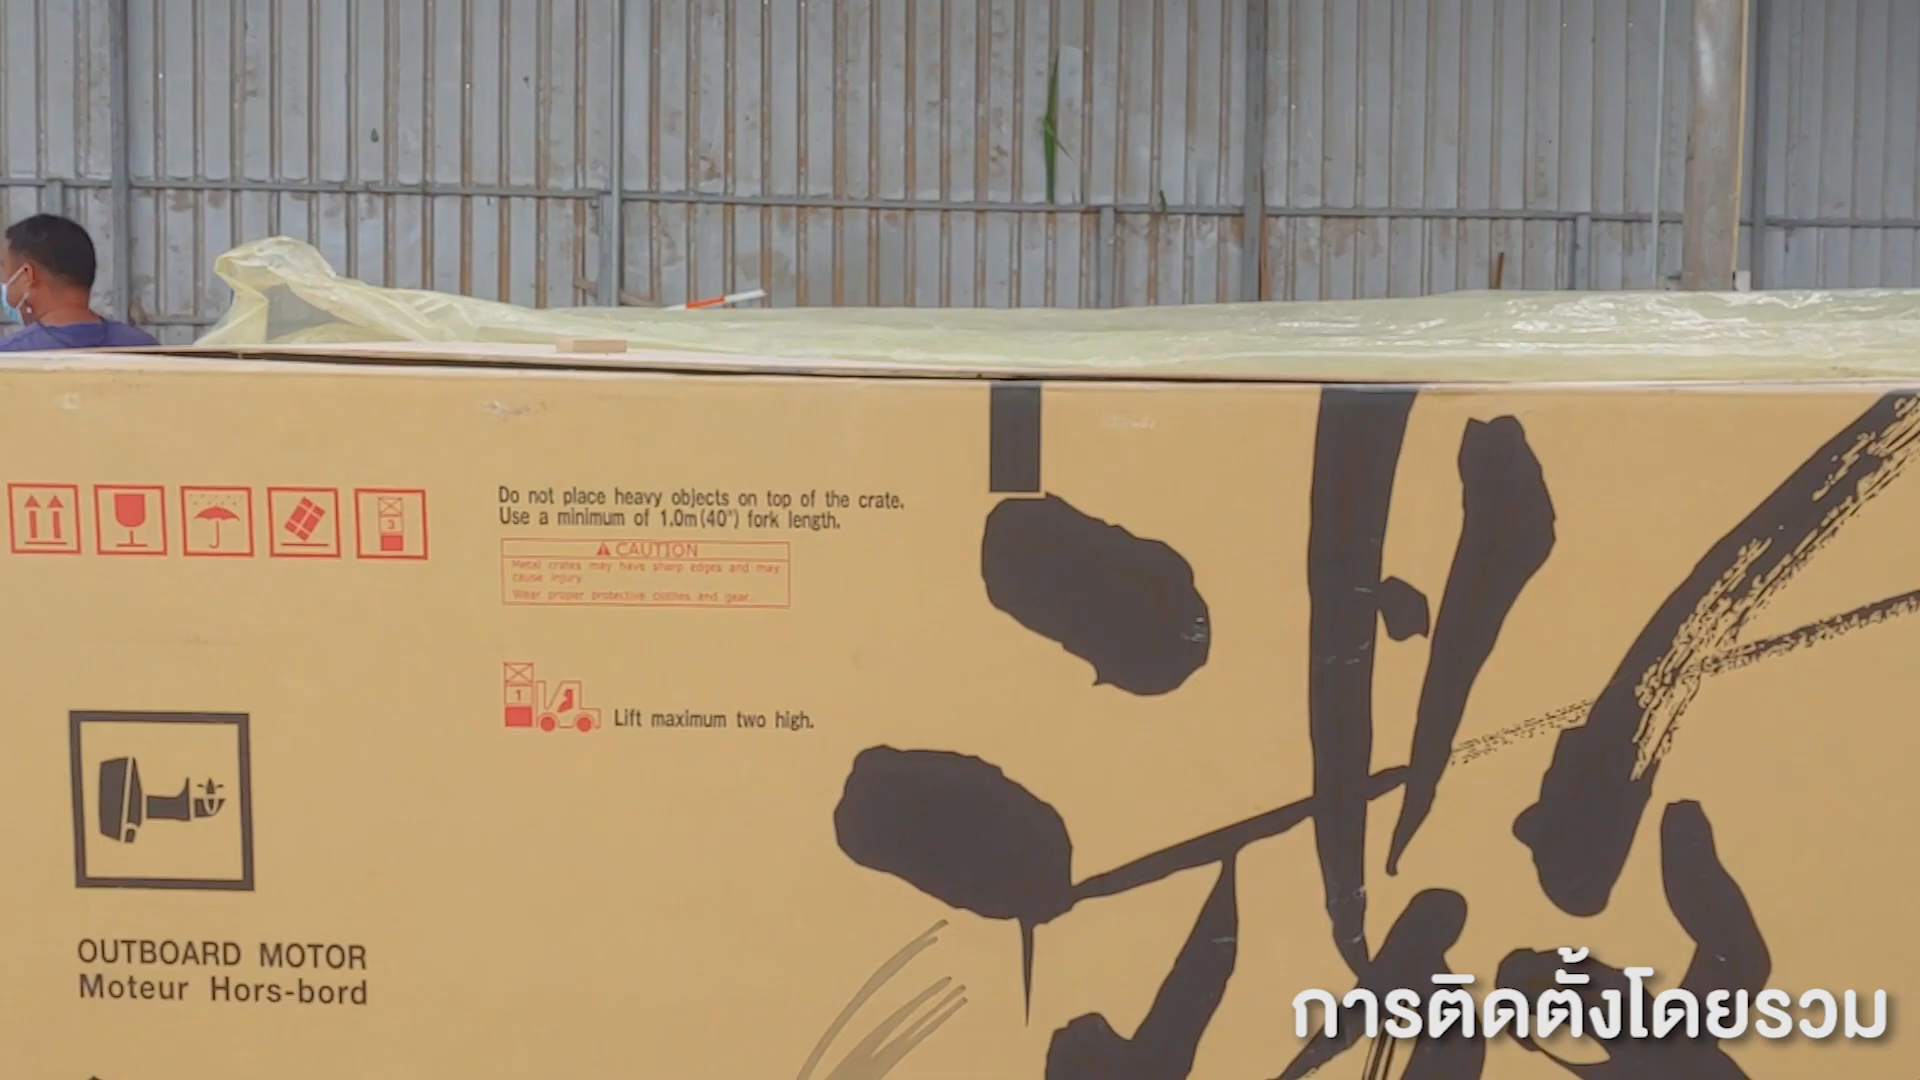 3
Do not place heavy objects on top of the crate.
Use a minimum of 1.0m(40") fork length.
CAUTION
Metal crates may have sharp edges and may
cause injury.
Wear proper protective clothes and gear.
1
Lift maximum two high.
OUTBOARD MOTOR
Moteur Hors-bord
การติดตั้งโดยรวม